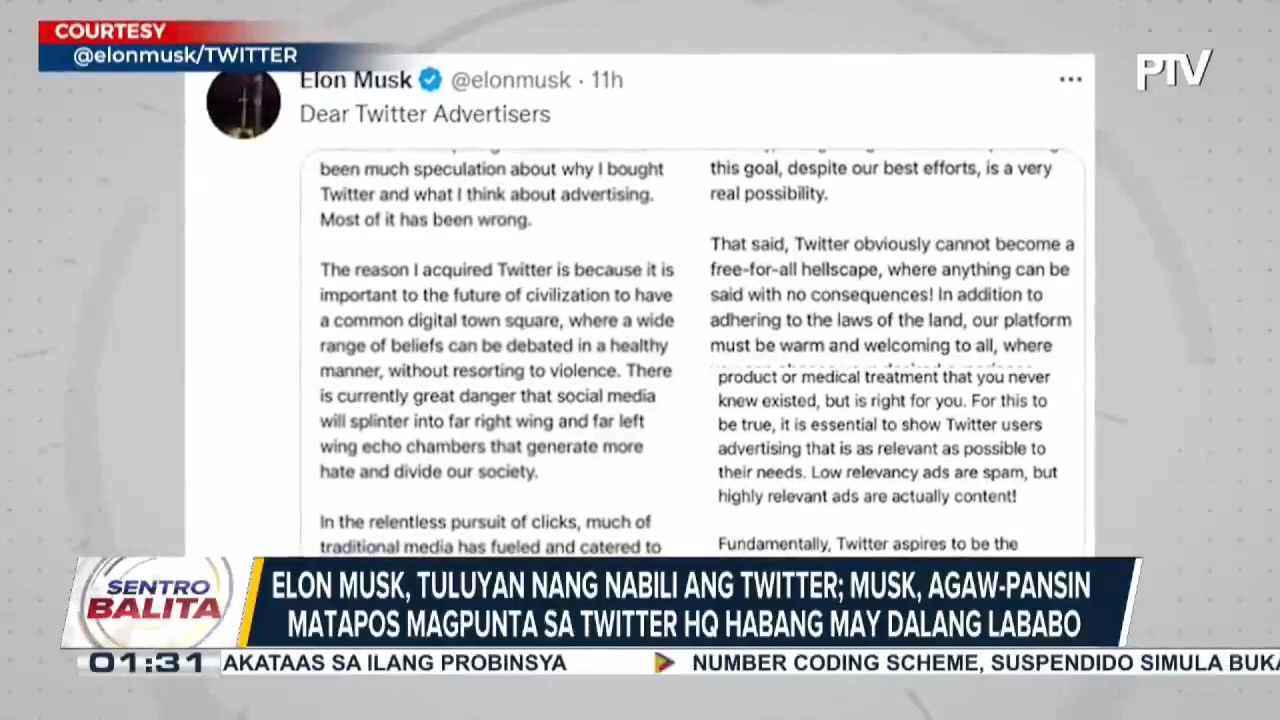 COURTESY
@elonmusk/TWITTER
PTV
Elon Musk @elonmusk · 11h
Dear Twitter Advertisers
been much speculation about why I bought
Twitter and what I think about advertising.
Most of it has been wrong.
The reason I acquired Twitter is because it is
important to the future of civilization to have
a common digital town square, where a wide
range of beliefs can be debated in a healthy
manner, without resorting to violence. There
is currently great danger that social media
will splinter into far right wing and far left
wing echo chambers that generate more
hate and divide our society.
In the relentless pursuit of clicks, much of
traditional media has fueled and catered to
this goal, despite our best efforts, is a very
real possibility.
That said, Twitter obviously cannot become a
free-for-all hellscape, where anything can be
said with no consequences! In addition to
adhering to the laws of the land, our platform
must be warm and welcoming to all, where
product or medical treatment that you never
knew existed, but is right for you. For this to
be true, it is essential to show Twitter users
advertising that is as relevant as possible to
their needs. Low relevancy ads are spam, but
highly relevant ads are actually content!
Fundamentally, Twitter aspires to be the
SENTRO
BALITA
ELON MUSK, TULUYAN NANG NABILI ANG TWITTER; MUSK, AGAW-PANSIN
MATAPOS MAGPUNTA SA TWITTER HQ HABANG MAY DALANG LABABO
01:31
AKATAAS SA ILANG PROBINSYA NUMBER CODING SCHEME, SUSPENDIDO SIMULA BUKA